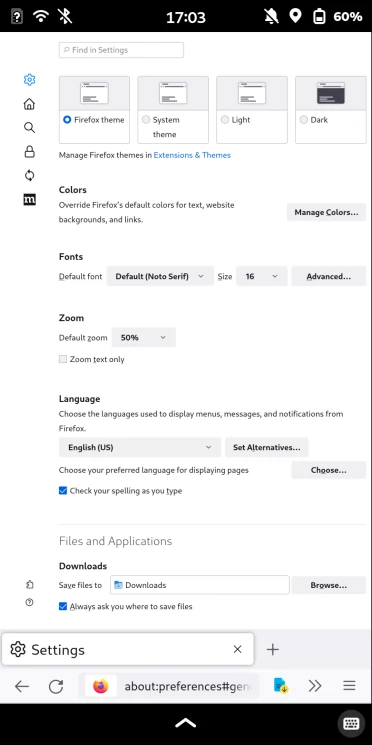 17:03 60%
Find in Settings
Firefox theme System theme Light Dark
Manage Firefox themes in Extensions & Themes
Colors
Override Firefox's default colors for text, website
backgrounds, and links.
Manage Colors...
Fonts
Default font Default (Noto Serif) Size 16 Advanced...
Zoom
Default zoom 50%
Zoom text only
Language
Choose the languages used to display menus, messages, and notifications from
Firefox.
English (US) Set Alternatives...
Choose your preferred language for displaying pages Choose...
Check your spelling as you type
Files and Applications
Downloads
Save files to Downloads Browse...
Always ask you where to save files
Settings
about:preferences#gen